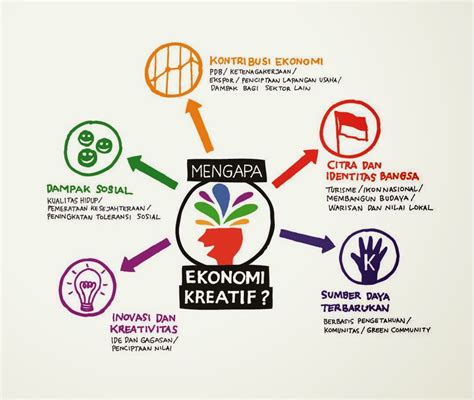 MENGAPA
EKONOMI
KREATIF?
KONTRIBUSI EKONOMI
PDB/ KETENAGAKERJAAN/
EKSPOR/ PENCIPTAAN LAPANGAN USAHA/
DAMPAK BAGI SEKTOR LAIN
CITRA DAN
IDENTITAS BANGSA
TURISME/ IKON NASIONAL/
MEMBANGUN BUDAYA/
WARISAN DAN NILAI LOKAL
K
SUMBER DAYA
TERBARUKAN
BERBASIS PENGETAHUAN/
KOMUNITAS/ GREEN COMMUNITY
INOVASI DAN
KREATIVITAS
IDE DAN GAGASAN/
PENCIPTAAN NILAI
DAMPAK SOSIAL
KUALITAS HIDUP/
PEMERATAAN KESEJAHTERAAN/
PENINGKATAN TOLERANSI SOSIAL